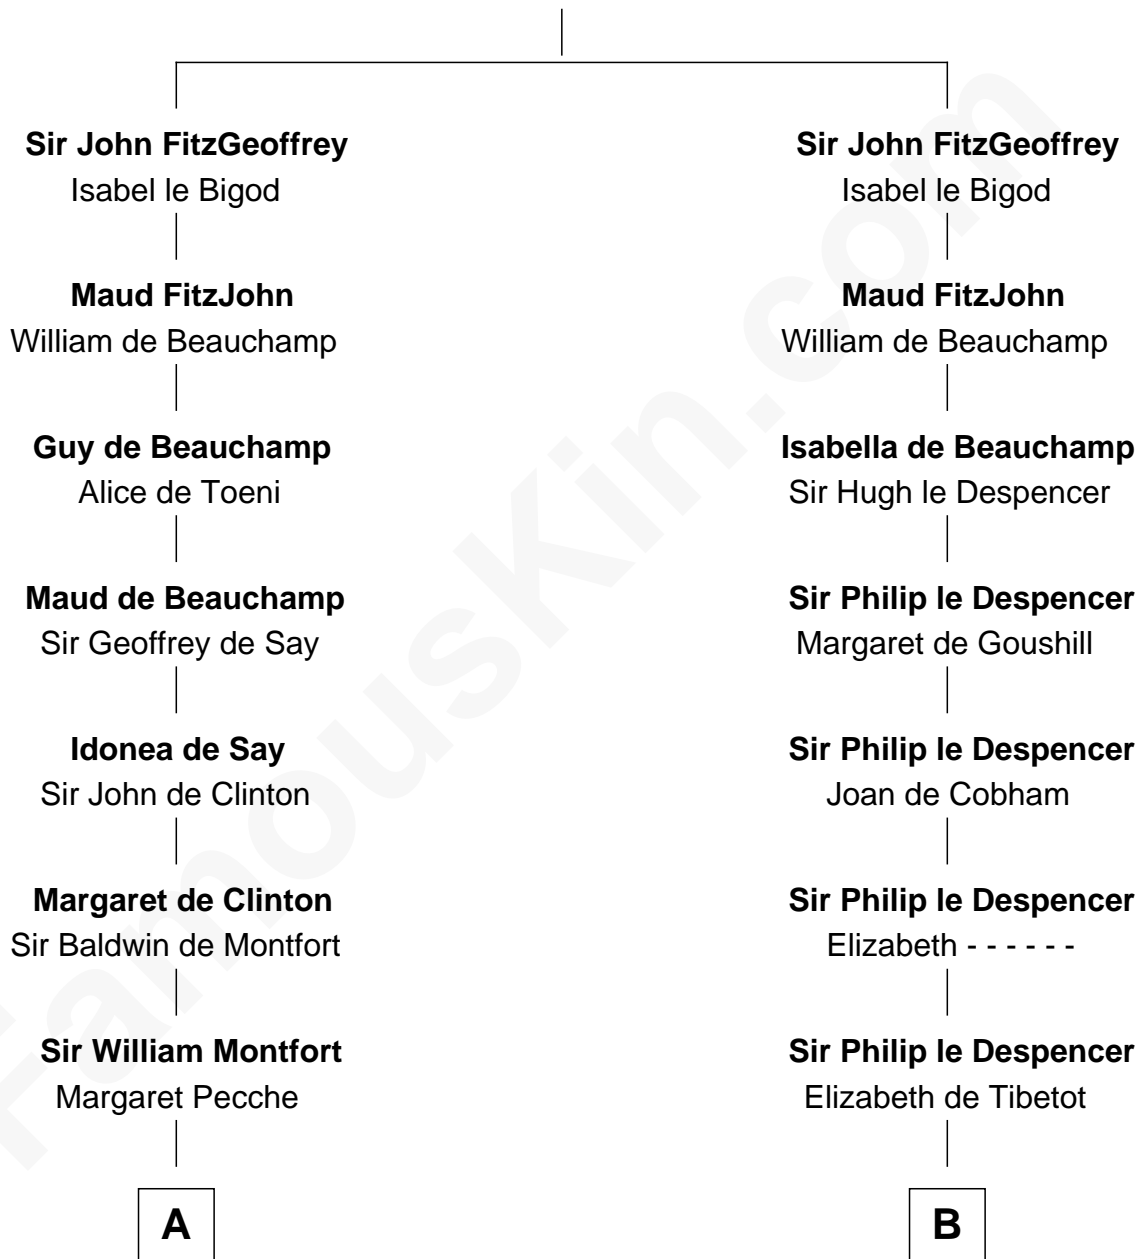 Sir John FitzGeoffrey
Isabel le Bigod
Maud FitzJohn
William de Beauchamp
Guy de Beauchamp
Alice de Toeni
Maud de Beauchamp
Sir Geoffrey de Say
Idonea de Say
Sir John de Clinton
Margaret de Clinton
Sir Baldwin de Montfort
Sir William Montfort
Margaret Pecche
A
Sir John FitzGeoffrey
Isabel le Bigod
Maud FitzJohn
William de Beauchamp
Isabella de Beauchamp
Sir Hugh le Despencer
Sir Philip le Despencer
Margaret de Goushill
Sir Philip le Despencer
Joan de Cobham
Sir Philip le Despencer
Elizabeth - - - - - -
Sir Philip le Despencer
Elizabeth de Tibetot
B
FamousKin.com